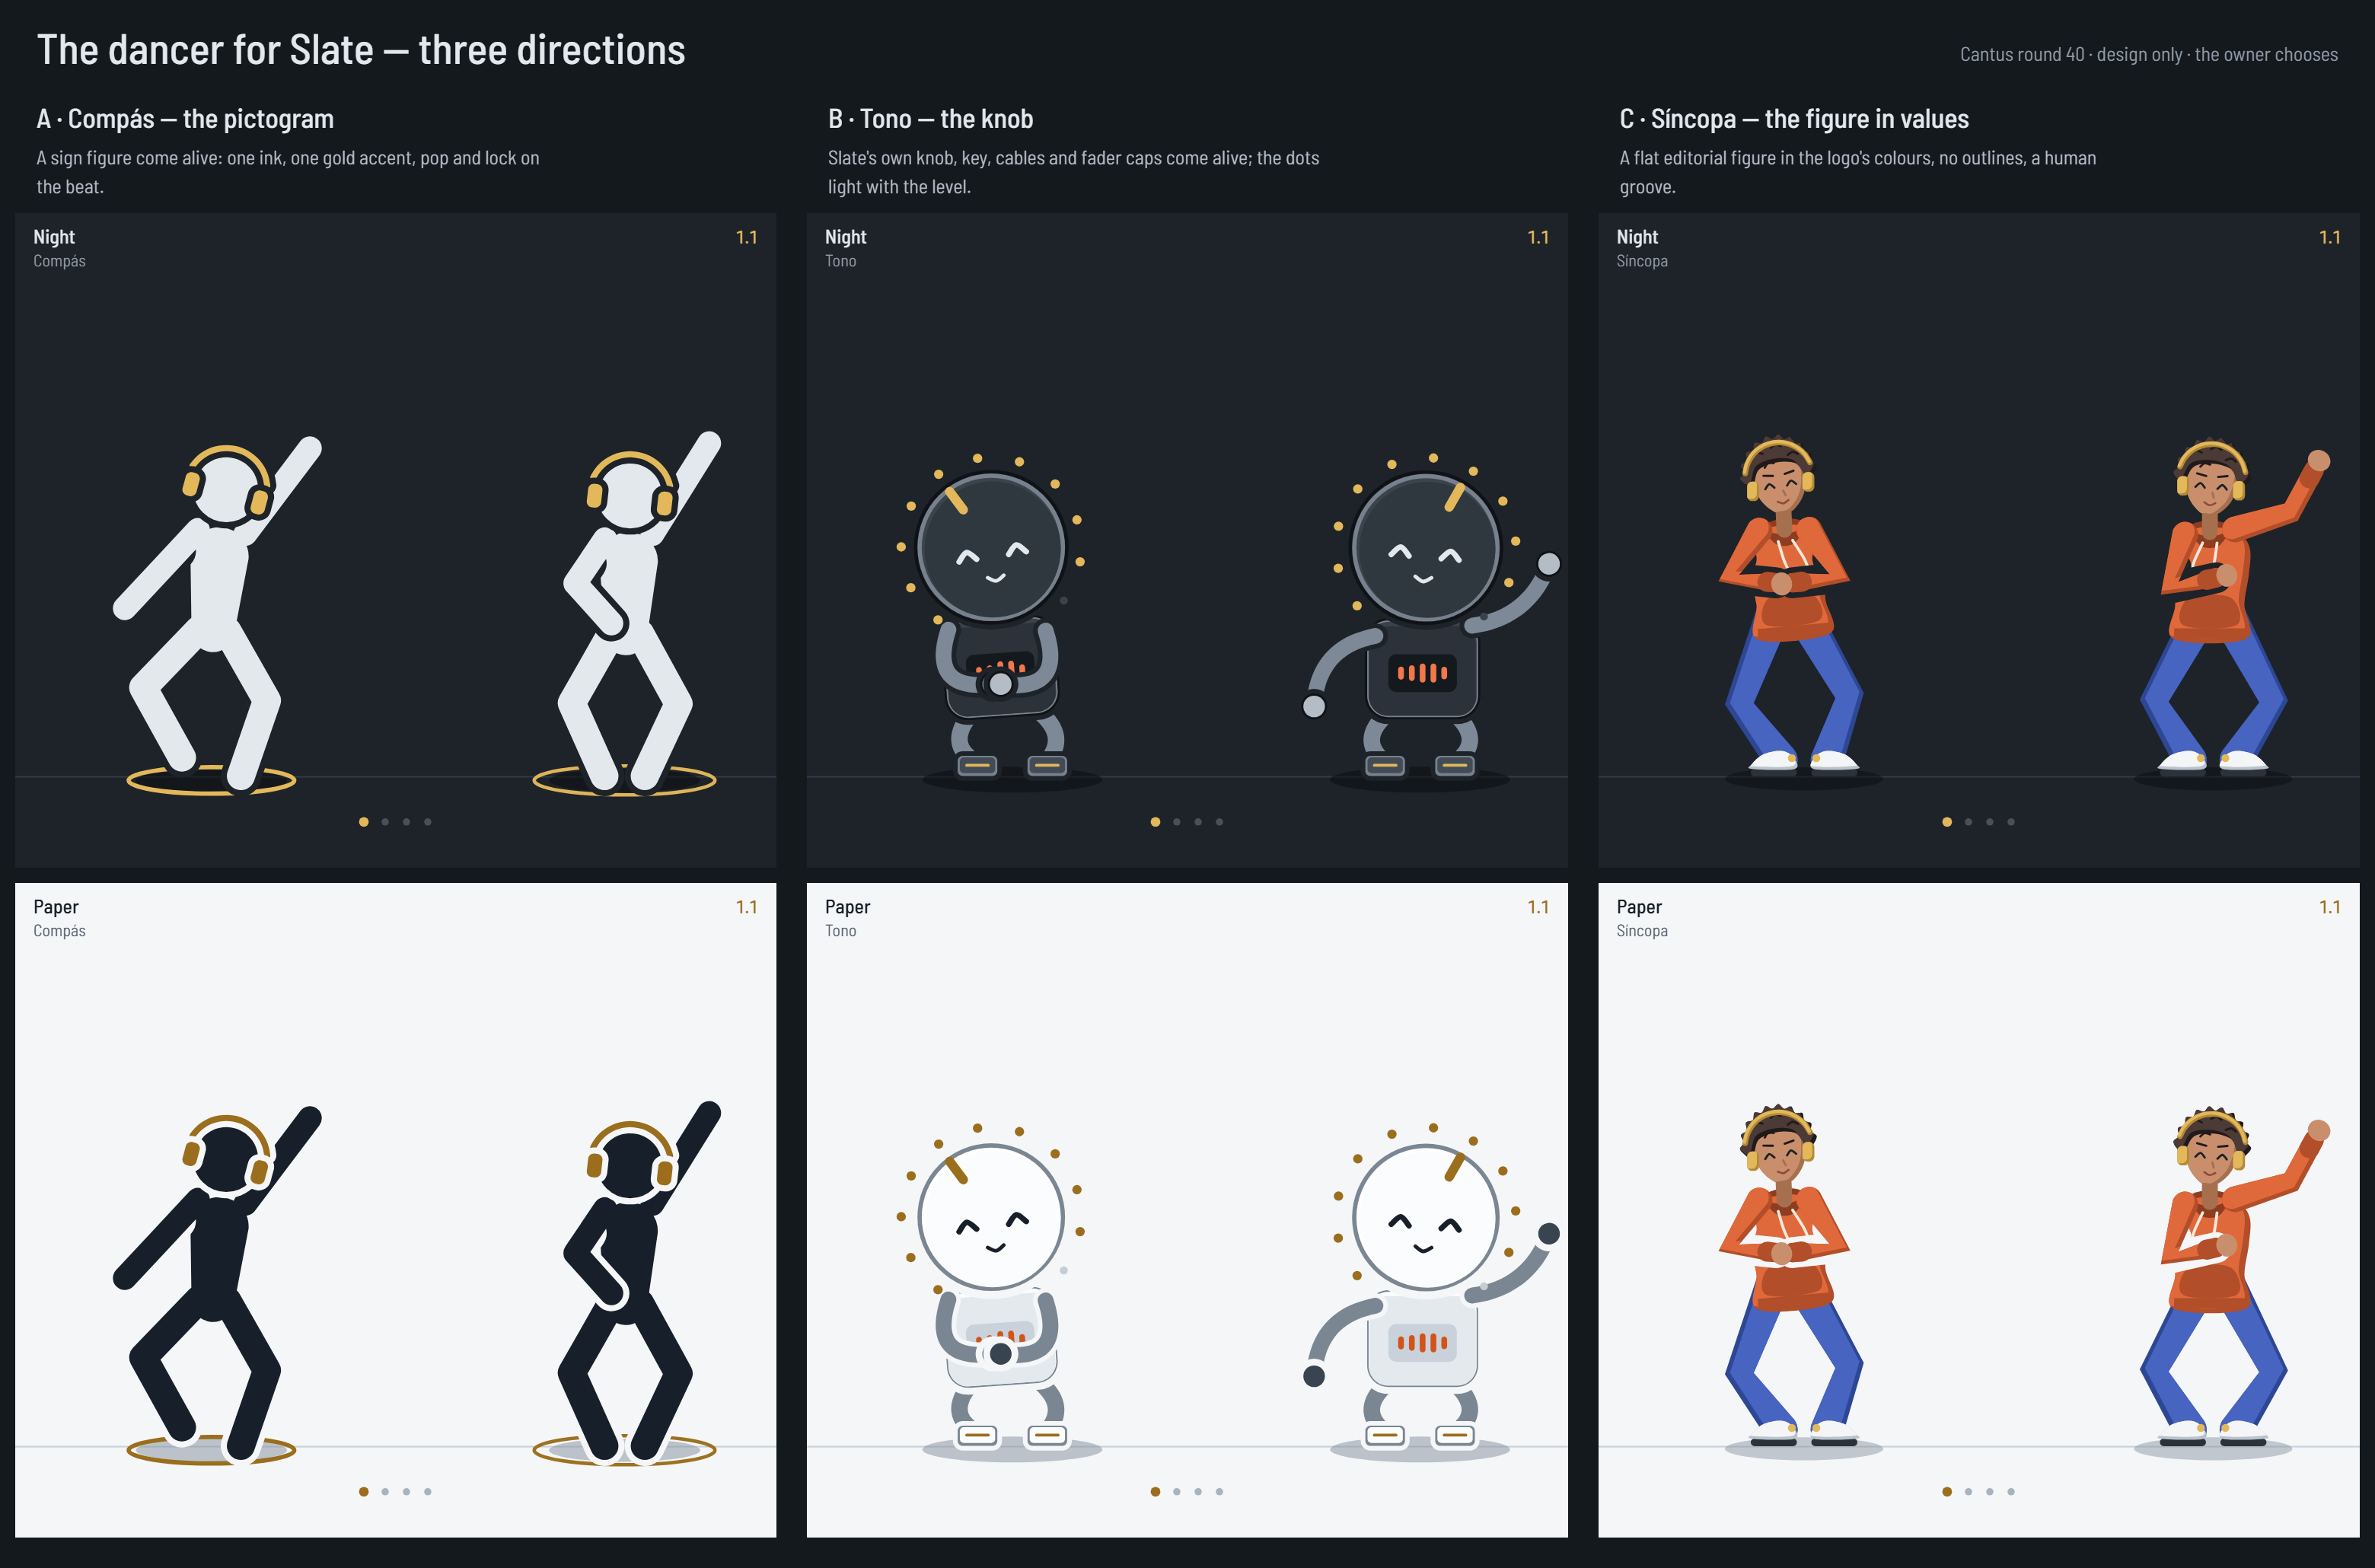 The dancer for Slate — three directions
Cantus round 40 · design only · the owner chooses
A · Compás — the pictogram
A sign figure come alive: one ink, one gold accent, pop and lock on
the beat.
B · Tono — the knob
Slate's own knob, key, cables and fader caps come alive; the dots
light with the level.
C · Síncopa — the figure in values
A flat editorial figure in the logo's colours, no outlines, a human
groove.
Night
1.1
Compás
Night
1.1
Tono
Night
1.1
Síncopa
Paper
1.1
Compás
Paper
1.1
Tono
Paper
1.1
Síncopa